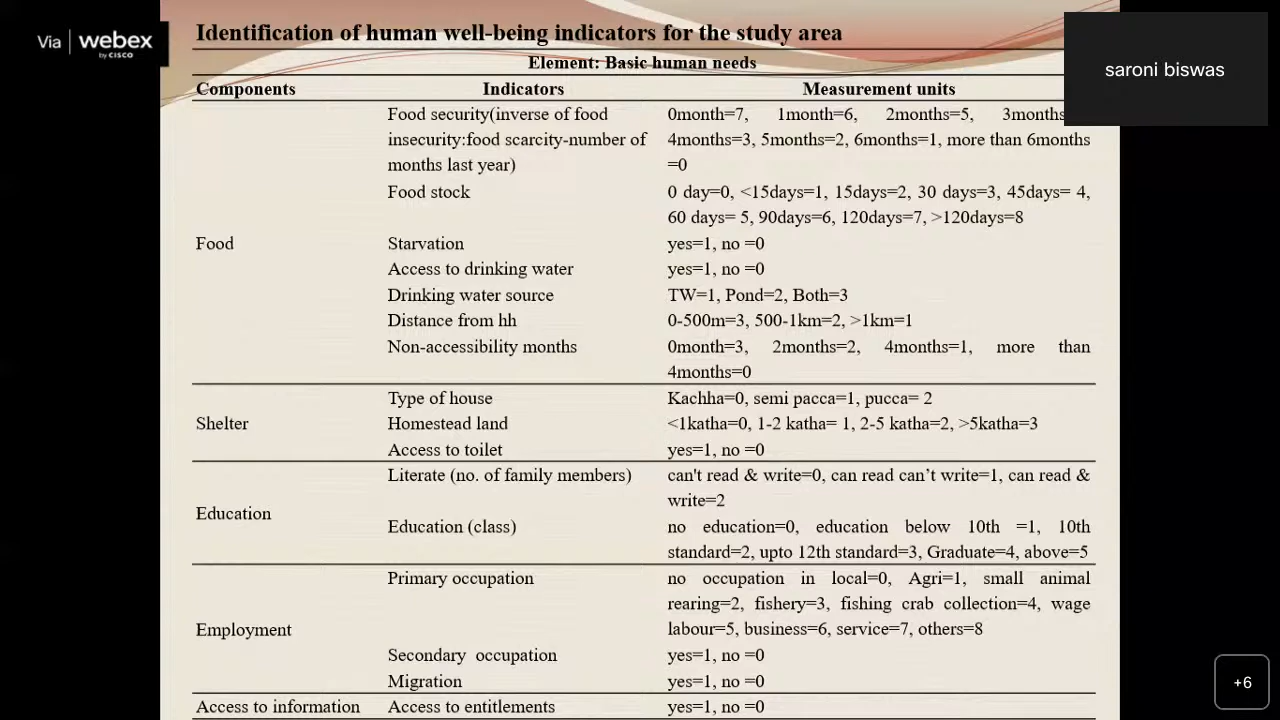 Via | webex
by CISCO
Identification of human well-being indicators for the study area
saroni biswas
Element: Basic human needs
Components Indicators Measurement units
Food security(inverse of food 0month=7, 1month=6, 2months=5, 3months
insecurity:food scarcity-number of 4months=3, 5months=2, 6months=1, more than 6months
months last year) =0
Food stock 0 day=0, <15days=1, 15days=2, 30 days=3, 45days= 4,
60 days= 5, 90days=6, 120days=7, >120days=8
Food Starvation yes=1, no =0
Access to drinking water yes=1, no =0
Drinking water source TW=1, Pond=2, Both=3
Distance from hh 0-500m=3, 500-1km=2, >1km=1
Non-accessibility months 0month=3, 2months=2, 4months=1, more than
4months=0
Type of house Kachha=0, semi pacca=1, pucca= 2
Shelter Homestead land <1katha=0, 1-2 katha= 1, 2-5 katha=2, >5katha=3
Access to toilet yes=1, no =0
Literate (no. of family members) can't read & write=0, can read can’t write=1, can read &
write=2
Education
Education (class) no education=0, education below 10th =1, 10th
standard=2, upto 12th standard=3, Graduate=4, above=5
Primary occupation no occupation in local=0, Agri=1, small animal
rearing=2, fishery=3, fishing crab collection=4, wage
Employment labour=5, business=6, service=7, others=8
Secondary occupation yes=1, no =0
Migration yes=1, no =0
Access to information Access to entitlements yes=1, no =0
+6